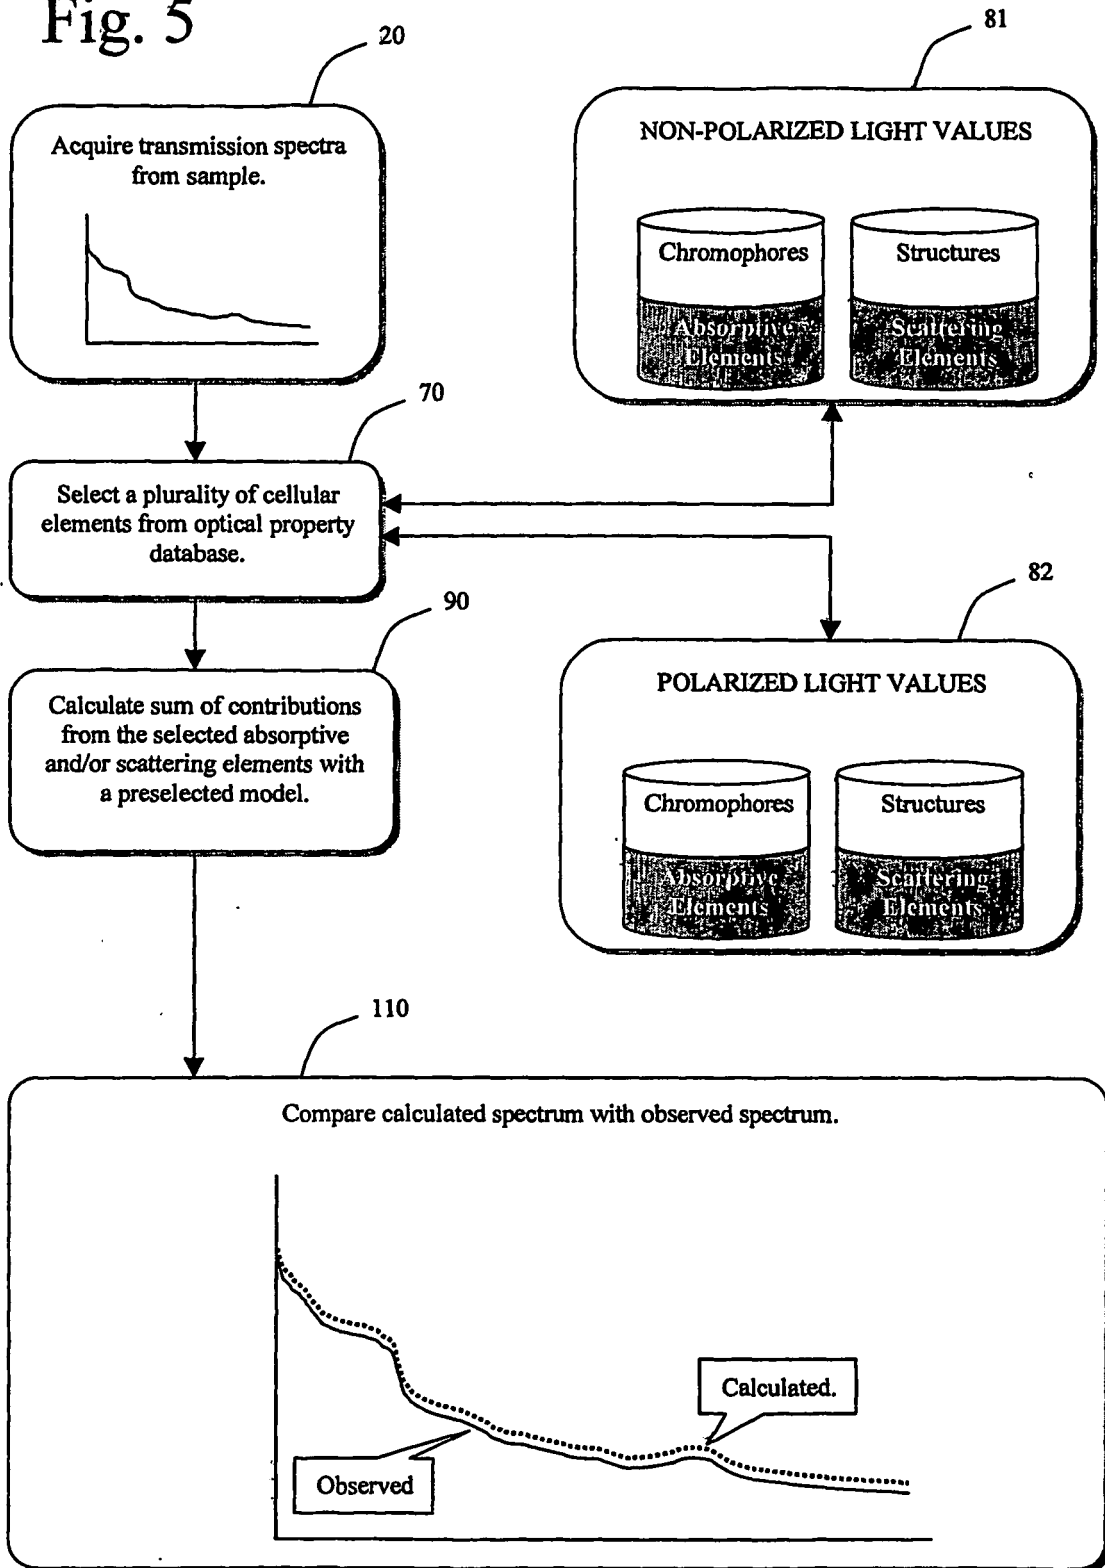 Fig. 5
20
Acquire transmission spectra
from sample.
81
NON-POLARIZED LIGHT VALUES
Chromophores
Absorptive
Elements
Structures
Scattering
Elements
70
Select a plurality of cellular
elements from optical property
database.
82
POLARIZED LIGHT VALUES
Chromophores
Absorptive
Elements
Structures
Scattering
Elements
90
Calculate sum of contributions
from the selected absorptive
and/or scattering elements with
a preselected model.
110
Compare calculated spectrum with observed spectrum.
Calculated.
Observed